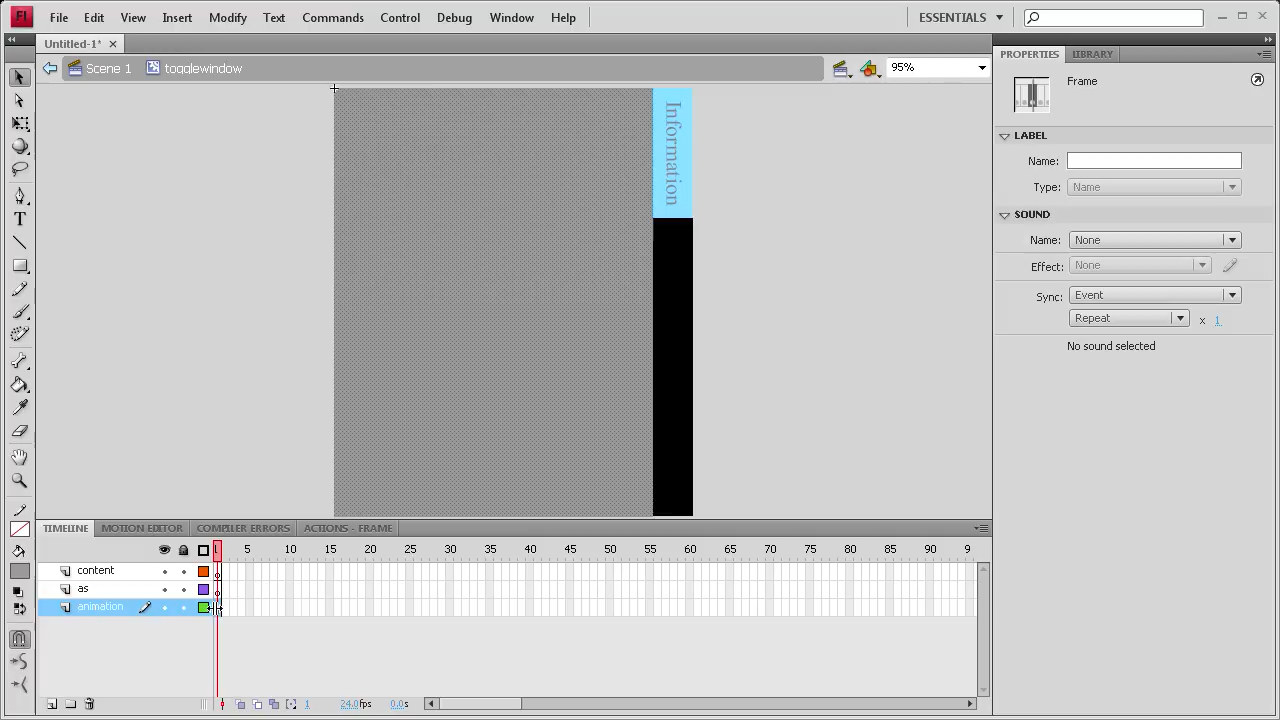 Fl File Edit View Insert Modify Text Commands Control Debug Window Help ESSENTIALS
Untitled-1*
Scene 1 togglewindow 95%
PROPERTIES LIBRARY
Frame
LABEL
Name:
Type: Name
SOUND
Name: None
Effect: None
Sync: Event
Repeat x 1
No sound selected
Information
TIMELINE MOTION EDITOR COMPILER ERRORS ACTIONS - FRAME
1 5 10 15 20 25 30 35 40 45 50 55 60 65 70 75 80 85 90 9
content
as
animation
1 24.0fps 0.0s